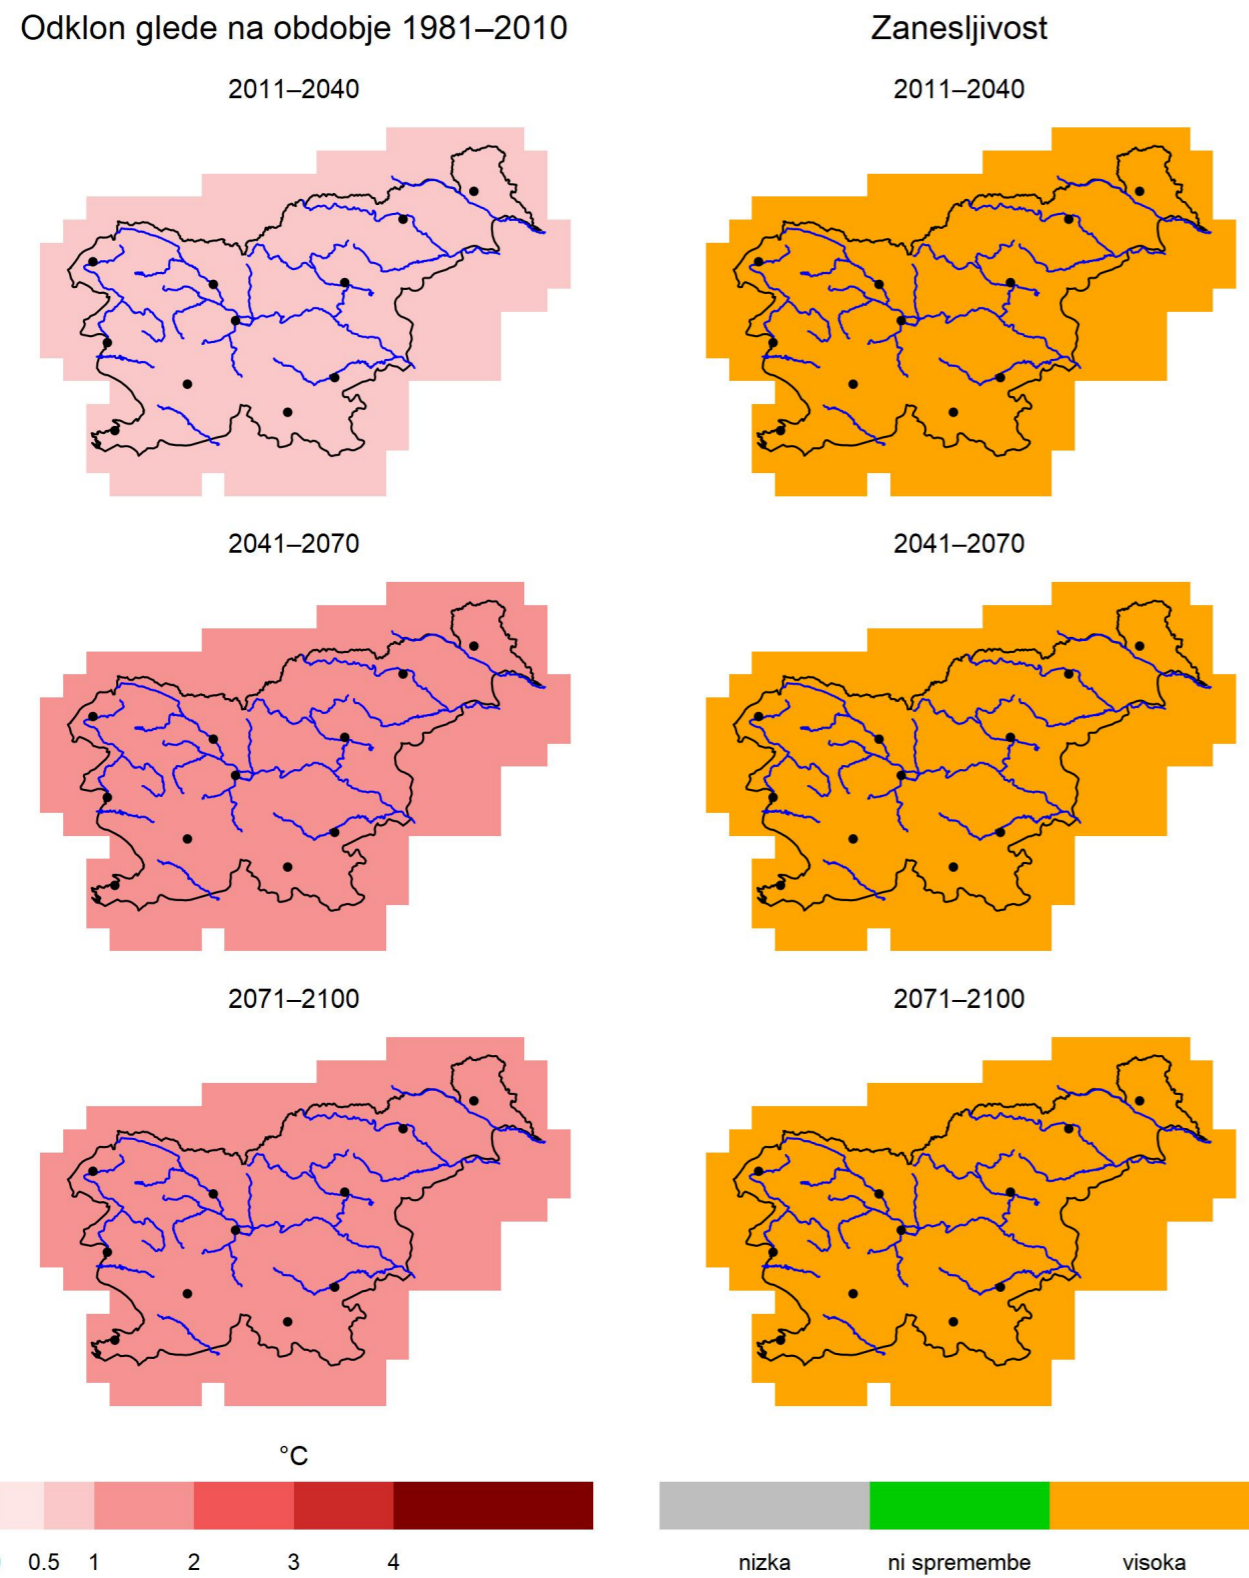 Odklon glede na obdobje 1981–2010 Zanesljivost
2011–2040 2011–2040
2041–2070 2041–2070
2071–2100 2071–2100
°C
0.5 1 2 3 4 nizka ni spremembe visoka